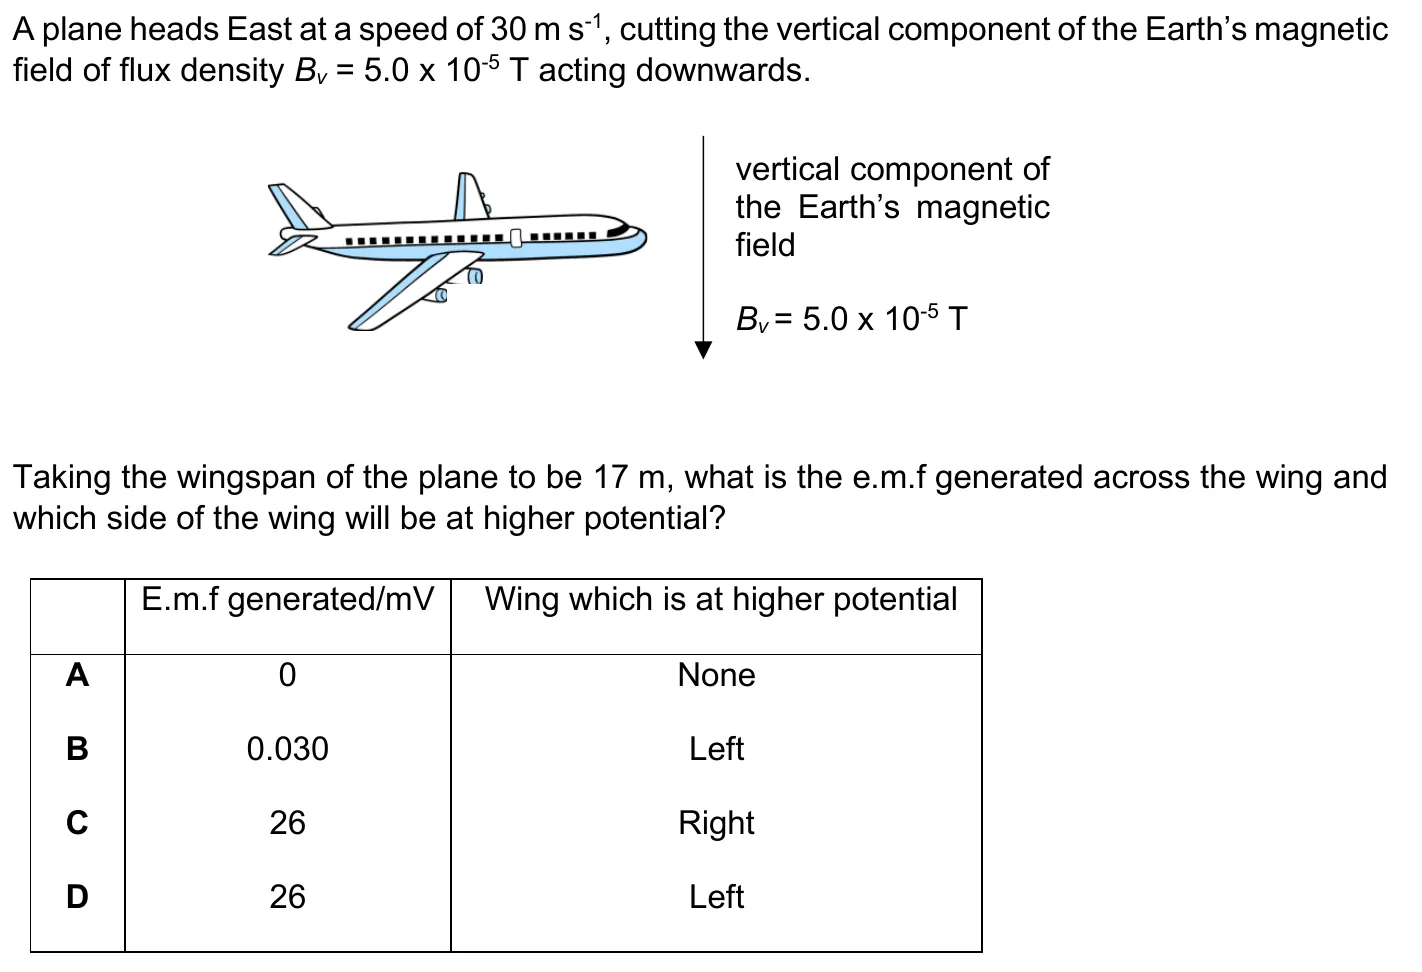 A plane heads East at a speed of 30 m s⁻¹, cutting the vertical component of the Earth's magnetic
field of flux density Bᵥ = 5.0 x 10⁻⁵ T acting downwards.
vertical component of
the Earth's magnetic
field
Bᵥ = 5.0 x 10⁻⁵ T
Taking the wingspan of the plane to be 17 m, what is the e.m.f generated across the wing and
which side of the wing will be at higher potential?
E.m.f generated/mV Wing which is at higher potential
A 0 None
B 0.030 Left
C 26 Right
D 26 Left